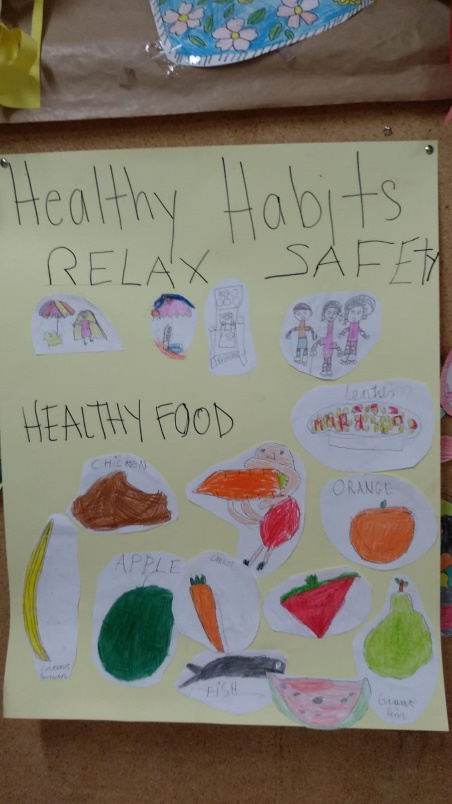 Healthy Habits
RELAX SAFETY
HEALTHY FOOD
Lentils
CHICKEN
ORANGE
APPLE
FISH